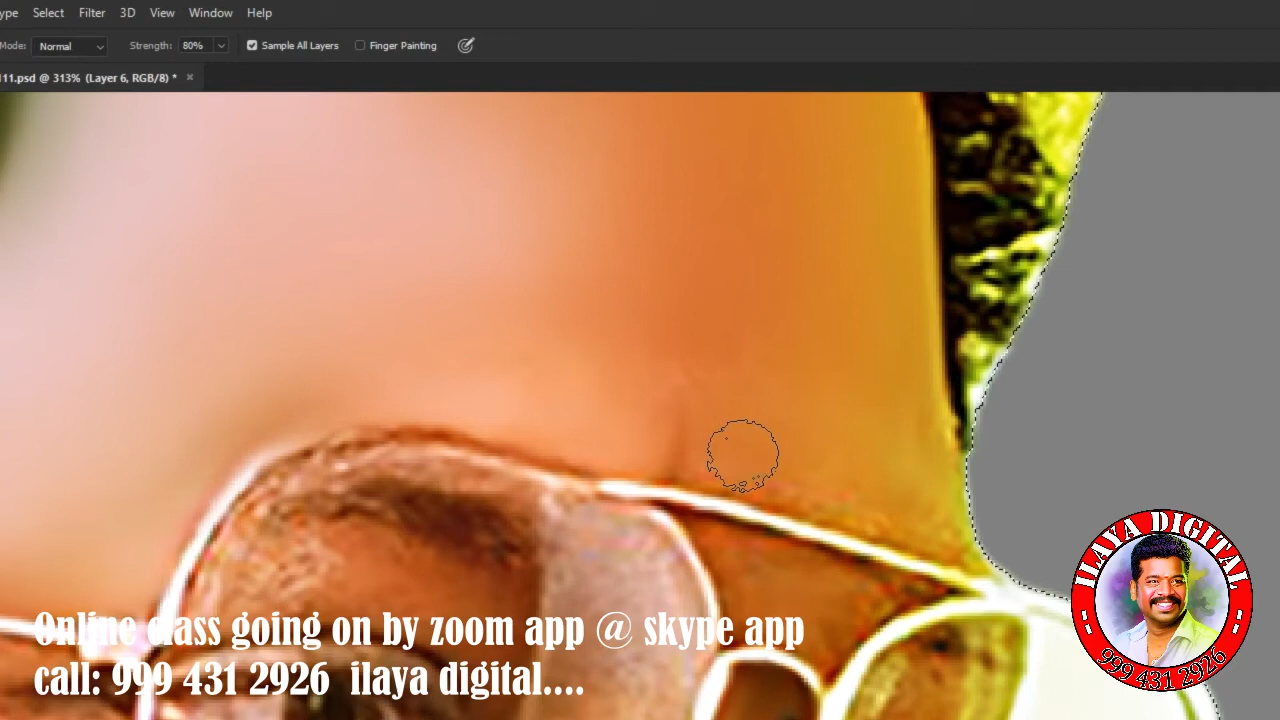 ype Select Filter 3D View Window Help
Mode: Normal Strength: 80% Sample All Layers Finger Painting
11.psd @ 313% (Layer 6, RGB/8) * ×
ILAYA DIGITAL
999 431 2926
Online class going on by zoom app @ skype app
call: 999 431 2926 ilaya digital....